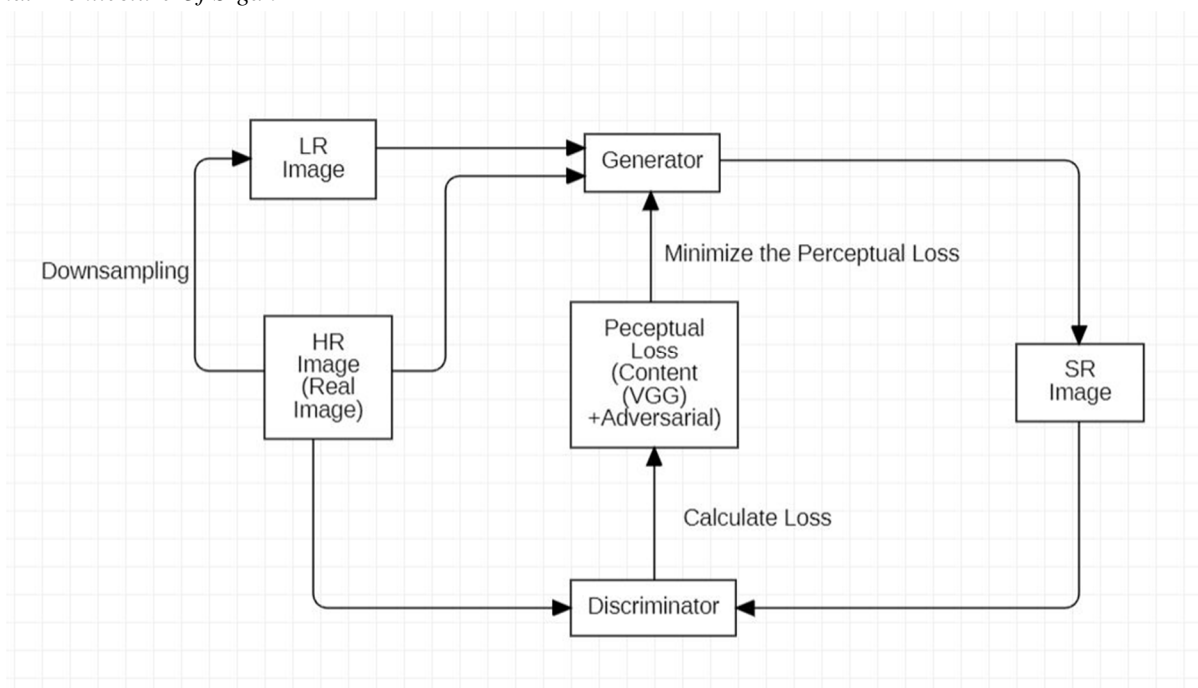 LR
Image
Generator
Minimize the Perceptual Loss
Downsampling
HR
Image
(Real
Image)
Peceptual
Loss
(Content
(VGG)
+Adversarial)
SR
Image
Calculate Loss
Discriminator